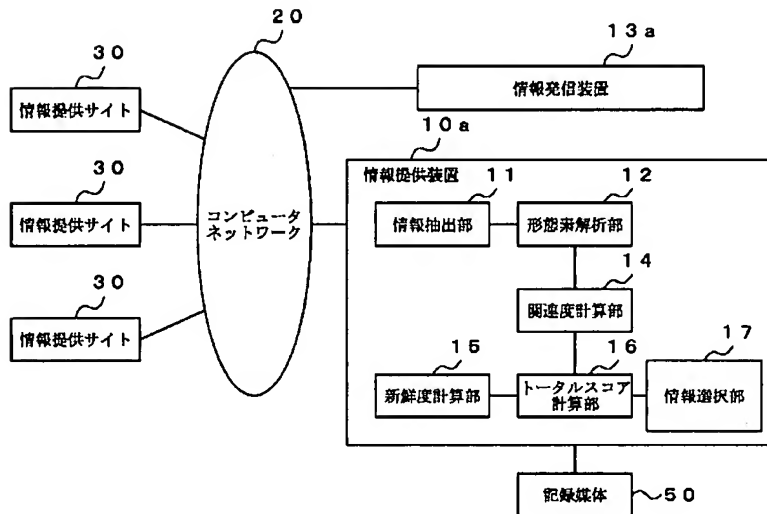 20
30
13a
情報提供サイト
情報発信装置
10a
30
情報提供装置
11
12
情報提供サイト
コンピュータ
ネットワーク
情報抽出部
形態素解析部
30
14
情報提供サイト
関連度計算部
15
16
17
新鮮度計算部
トータルスコア
計算部
情報選択部
記録媒体
50